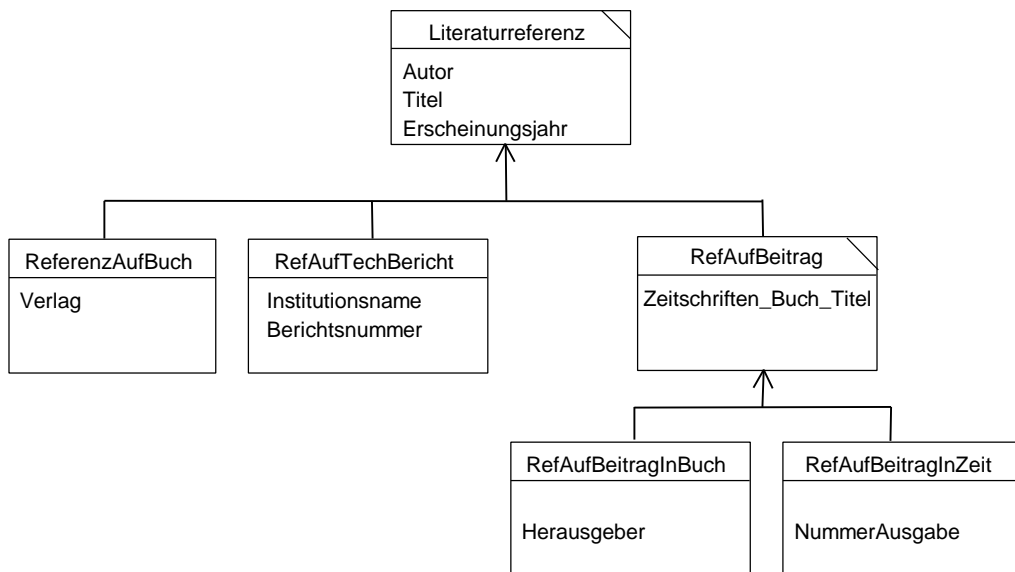 Literaturreferenz
Autor
Titel
Erscheinungsjahr
ReferenzAufBuch
Verlag
RefAufTechBericht
Institutionsname
Berichtsnummer
RefAufBeitrag
Zeitschriften_Buch_Titel
RefAufBeitragInBuch
Herausgeber
RefAufBeitragInZeit
NummerAusgabe